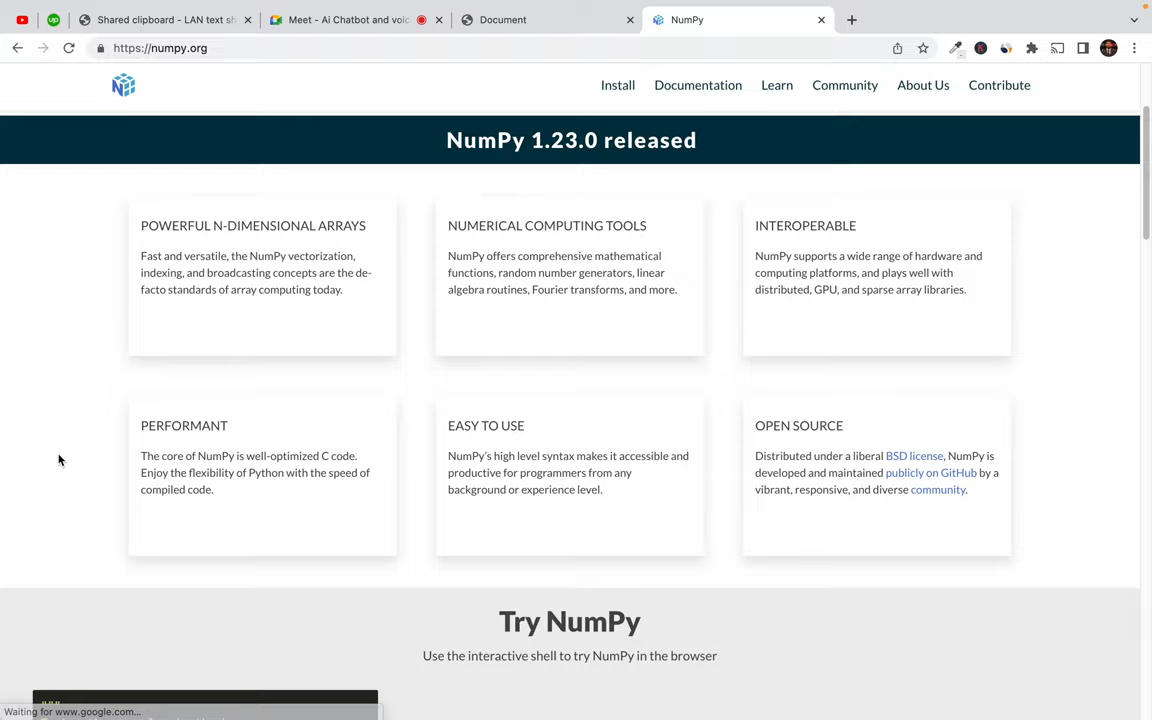 Shared clipboard - LAN text sh
Meet - Ai Chatbot and voic
Document
NumPy
https://numpy.org
Install
Documentation
Learn
Community
About Us
Contribute
NumPy 1.23.0 released
POWERFUL N-DIMENSIONAL ARRAYS
Fast and versatile, the NumPy vectorization,
indexing, and broadcasting concepts are the de-
facto standards of array computing today.
NUMERICAL COMPUTING TOOLS
NumPy offers comprehensive mathematical
functions, random number generators, linear
algebra routines, Fourier transforms, and more.
INTEROPERABLE
NumPy supports a wide range of hardware and
computing platforms, and plays well with
distributed, GPU, and sparse array libraries.
PERFORMANT
The core of NumPy is well-optimized C code.
Enjoy the flexibility of Python with the speed of
compiled code.
EASY TO USE
NumPy's high level syntax makes it accessible and
productive for programmers from any
background or experience level.
OPEN SOURCE
Distributed under a liberal BSD license, NumPy is
developed and maintained publicly on GitHub by a
vibrant, responsive, and diverse community.
Try NumPy
Use the interactive shell to try NumPy in the browser
"""
Waiting for www.google.com...